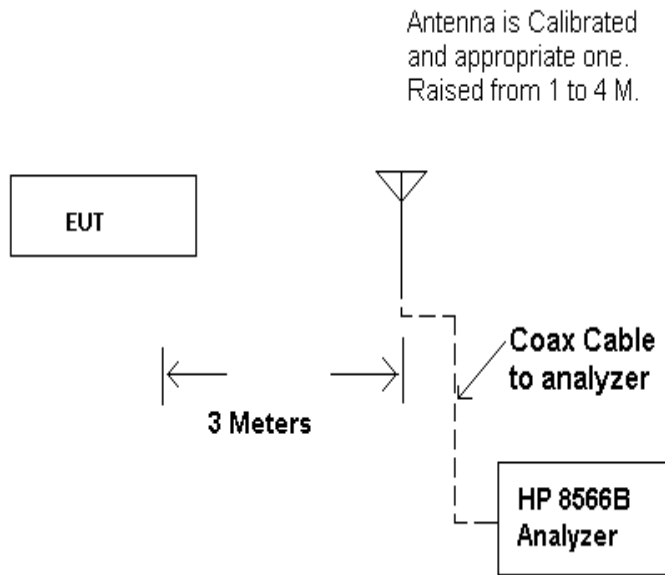 Antenna is Calibrated
and appropriate one.
Raised from 1 to 4 M.
EUT
Coax Cable
to analyzer
3 Meters
HP 8566B
Analyzer